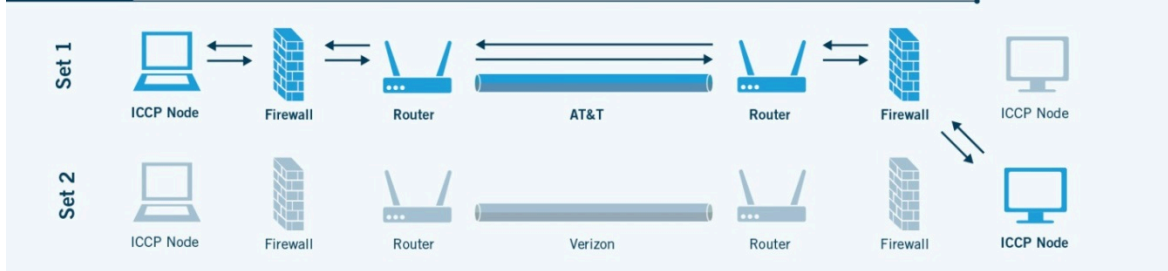 Set 1
ICCP Node
Firewall
Router
AT&T
Router
Firewall
ICCP Node
Set 2
ICCP Node
Firewall
Router
Verizon
Router
Firewall
ICCP Node